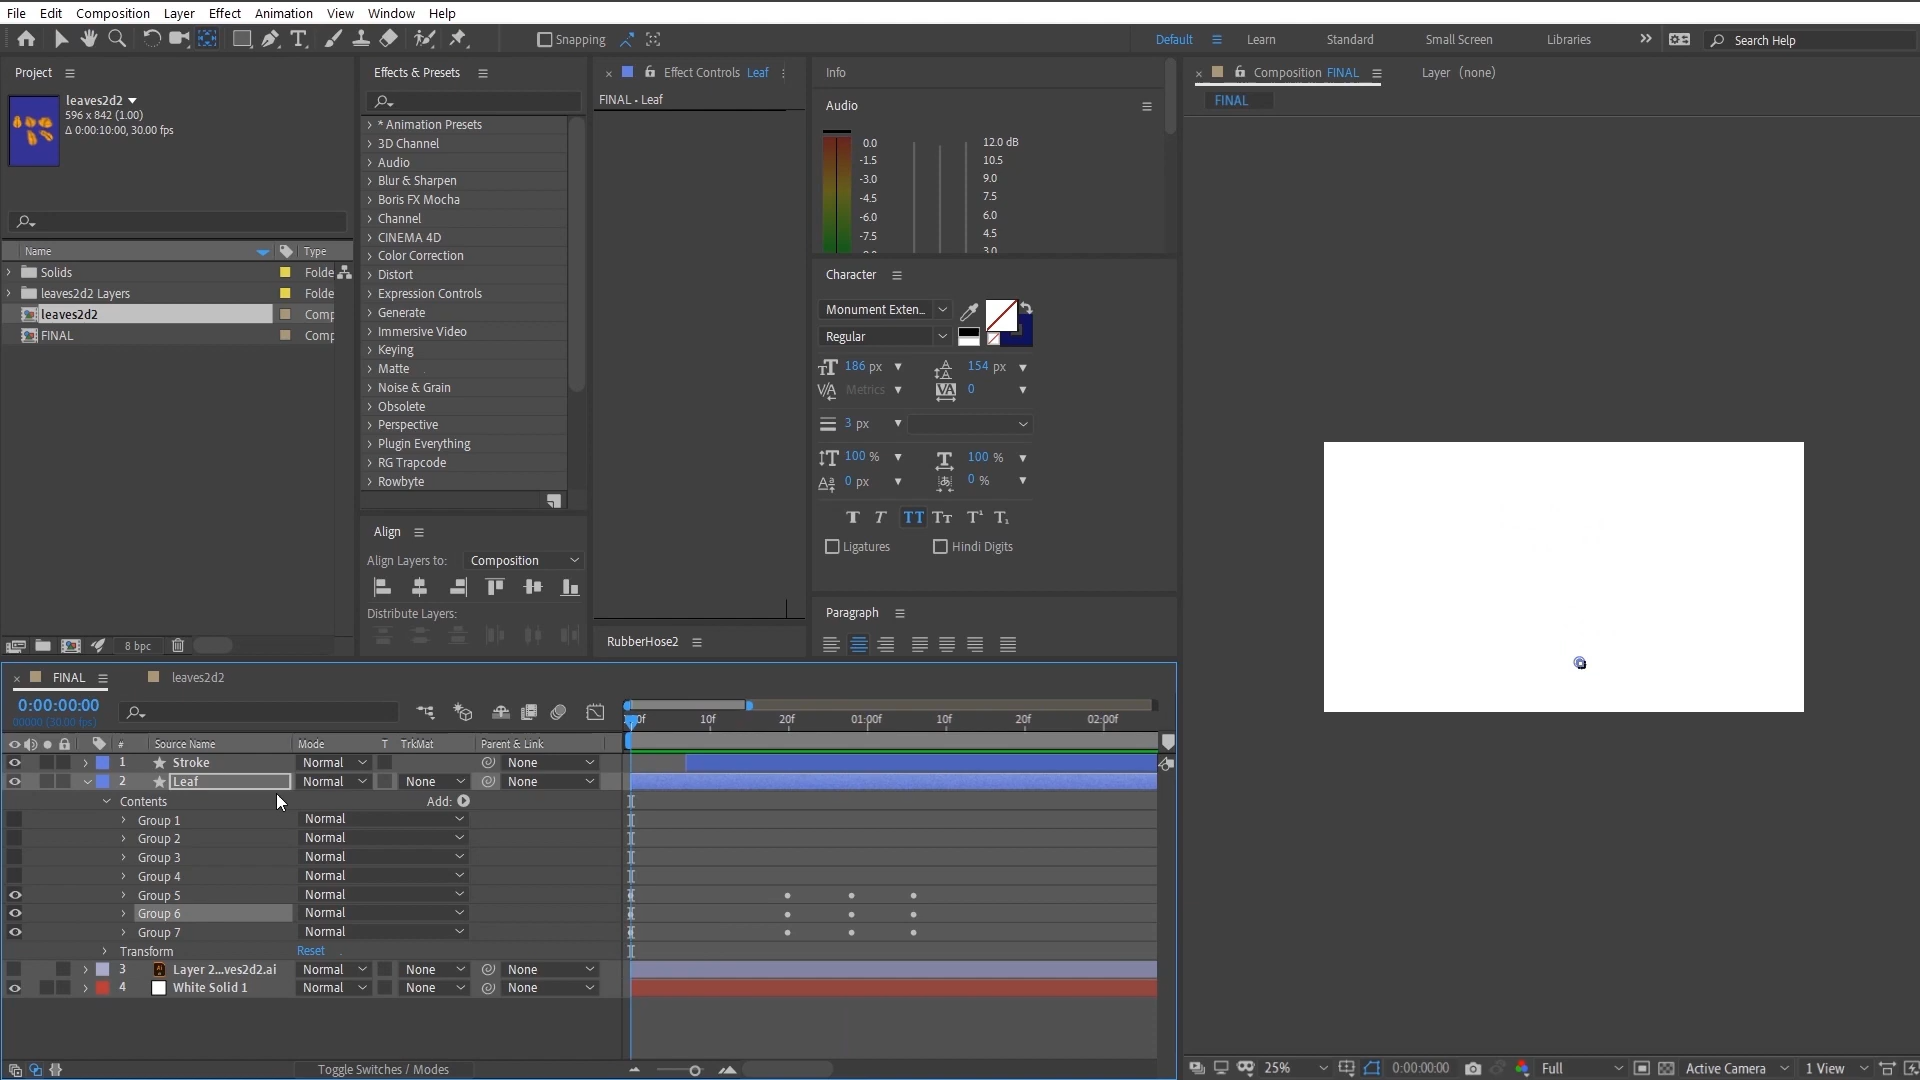 File Edit Composition Layer Effect Animation View Window Help
Snapping Default Learn Standard Small Screen Libraries Search Help
Project
leaves2d2
596 x 842 (1.00)
Δ 0:00:10:00, 30.00 fps
Name Type
Solids Folde
leaves2d2 Layers Folde
leaves2d2 Comp
FINAL Comp
8 bpc
Effects & Presets
* Animation Presets
3D Channel
Audio
Blur & Sharpen
Boris FX Mocha
Channel
CINEMA 4D
Color Correction
Distort
Expression Controls
Generate
Immersive Video
Keying
Matte
Noise & Grain
Obsolete
Perspective
Plugin Everything
RG Trapcode
Rowbyte
Align
Align Layers to: Composition
Distribute Layers:
Effect Controls Leaf
FINAL • Leaf
RubberHose2
Info
Audio
0.0 12.0 dB
-1.5 10.5
-3.0 9.0
-4.5 7.5
-6.0 6.0
-7.5 4.5
3.0
Character
Monument Exten...
Regular
186 px 154 px
Metrics 0
3 px
100 % 100 %
0 px 0 %
T T TT Tt T¹ T₁
Ligatures Hindi Digits
Paragraph
Composition FINAL Layer (none)
FINAL
FINAL leaves2d2
0:00:00:00
00000 (30.00 fps)
10f 20f 01:00f 10f 20f 02:00f
# Source Name Mode T TrkMat Parent & Link
1 Stroke Normal None
2 Leaf Normal None None
Contents Add:
Group 1 Normal
Group 2 Normal
Group 3 Normal
Group 4 Normal
Group 5 Normal
Group 6 Normal
Group 7 Normal
Transform Reset
3 Layer 2...ves2d2.ai Normal None None
4 White Solid 1 Normal None None
Toggle Switches / Modes
25% 0:00:00:00 Full Active Camera 1 View